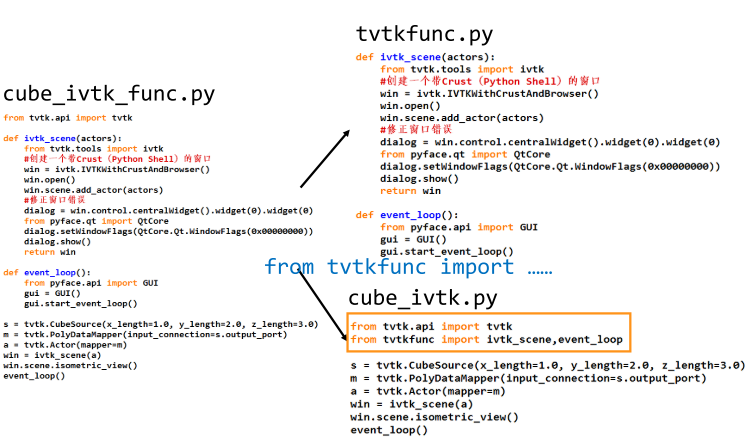 cube_ivtk_func.py
from tvtk.api import tvtk
def ivtk_scene(actors):
    from tvtk.tools import ivtk
    #创建一个带Crust (Python Shell) 的窗口
    win = ivtk.IVTKWithCrustAndBrowser()
    win.open()
    win.scene.add_actor(actors)
    #修正窗口错误
    dialog = win.control.centralWidget().widget(0).widget(0)
    from pyface.qt import QtCore
    dialog.setWindowFlags(QtCore.Qt.WindowFlags(0x00000000))
    dialog.show()
    return win
def event_loop():
    from pyface.api import GUI
    gui = GUI()
    gui.start_event_loop()
s = tvtk.CubeSource(x_length=1.0, y_length=2.0, z_length=3.0)
m = tvtk.PolyDataMapper(input_connection=s.output_port)
a = tvtk.Actor(mapper=m)
win = ivtk_scene(a)
win.scene.isometric_view()
event_loop()
tvtkfunc.py
def ivtk_scene(actors):
    from tvtk.tools import ivtk
    #创建一个带Crust (Python Shell) 的窗口
    win = ivtk.IVTKWithCrustAndBrowser()
    win.open()
    win.scene.add_actor(actors)
    #修正窗口错误
    dialog = win.control.centralWidget().widget(0).widget(0)
    from pyface.qt import QtCore
    dialog.setWindowFlags(QtCore.Qt.WindowFlags(0x00000000))
    dialog.show()
    return win
def event_loop():
    from pyface.api import GUI
    gui = GUI()
    gui.start_event_loop()
from tvtkfunc import ……
cube_ivtk.py
from tvtk.api import tvtk
from tvtkfunc import ivtk_scene,event_loop
s = tvtk.CubeSource(x_length=1.0, y_length=2.0, z_length=3.0)
m = tvtk.PolyDataMapper(input_connection=s.output_port)
a = tvtk.Actor(mapper=m)
win = ivtk_scene(a)
win.scene.isometric_view()
event_loop()